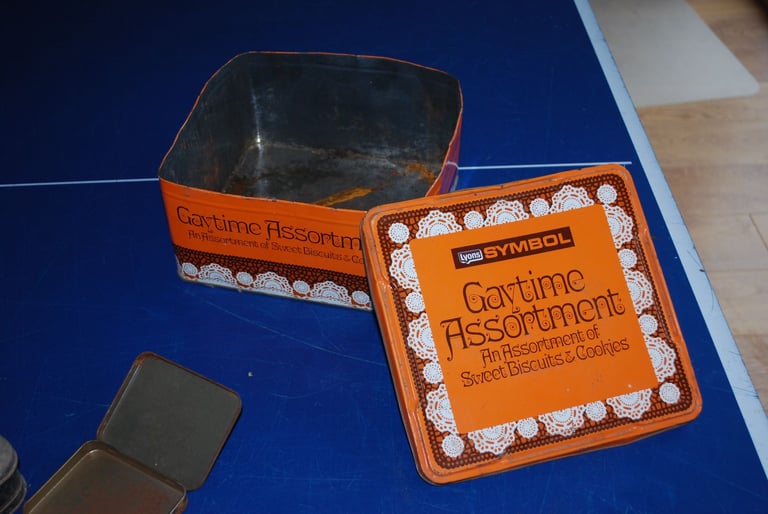 Gaytime Assortm
An Assortment of Sweet Biscuits & Co
Lyons SYMBOL
Gaytime
Assortment
An Assortment of
Sweet Biscuits & Cookies